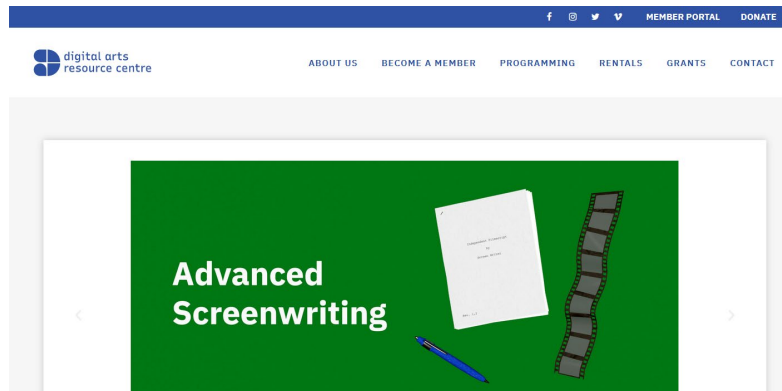 MEMBER PORTAL DONATE
digital arts
resource centre
ABOUT US BECOME A MEMBER PROGRAMMING RENTALS GRANTS CONTACT
Advanced
Screenwriting